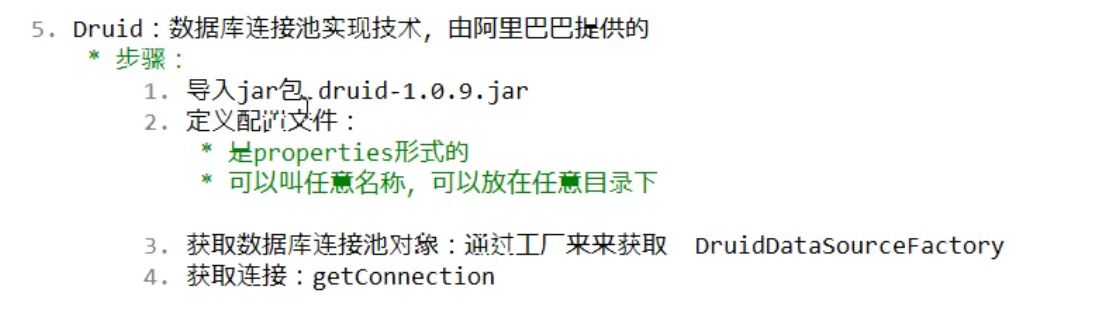 5. Druid：数据库连接池实现技术，由阿里巴巴提供的
* 步骤：
1. 导入jar包 druid-1.0.9.jar
2. 定义配置文件：
* 是properties形式的
* 可以叫任意名称，可以放在任意目录下
3. 获取数据库连接池对象：通过工厂来来获取 DruidDataSourceFactory
4. 获取连接：getConnection